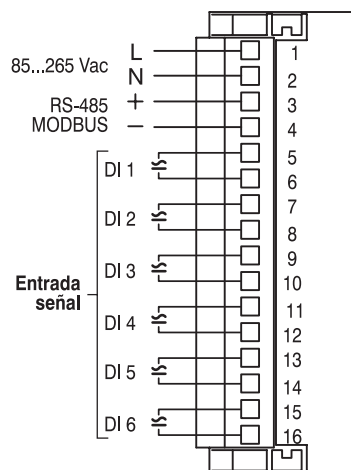 85...265 Vac
L
N
RS-485
MODBUS
+
−
Entrada
señal
DI 1
DI 2
DI 3
DI 4
DI 5
DI 6
1
2
3
4
5
6
7
8
9
10
11
12
13
14
15
16